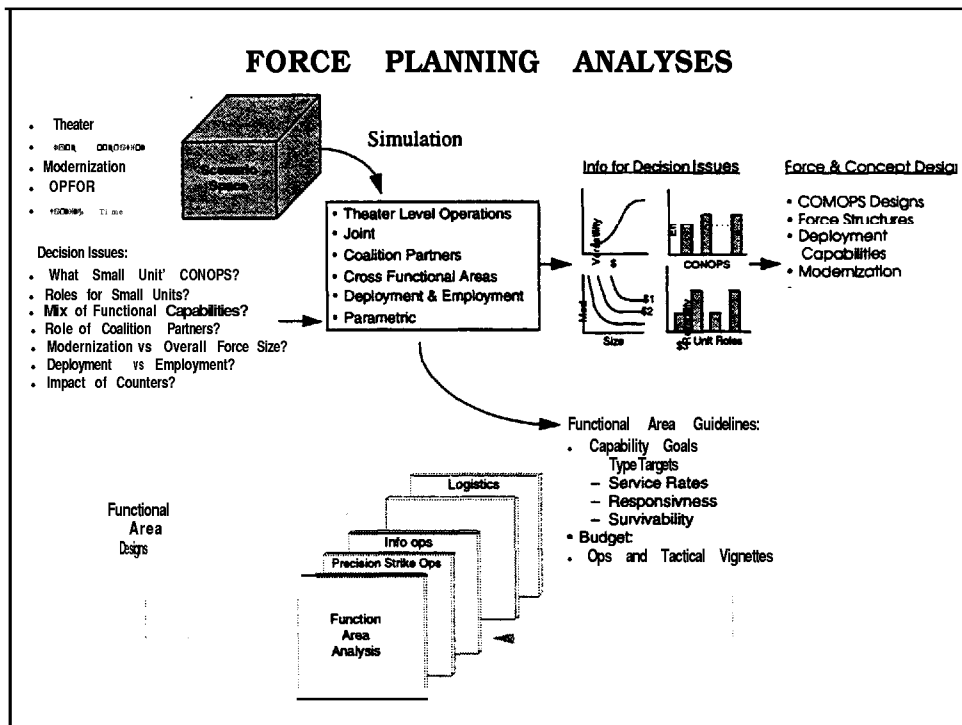 FORCE PLANNING ANALYSES
• Theater
• Modernization
• OPFOR
• Time
Scenario
Space
Simulation
Decision Issues:
• What Small Unit' CONOPS?
• Roles for Small Units?
• Mix of Functional Capabilities?
• Role of Coalition Partners?
• Modernization vs Overall Force Size?
• Deployment vs Employment?
• Impact of Counters?
• Theater Level Operations
• Joint
• Coalition Partners
• Cross Functional Areas
• Deployment & Employment
• Parametric
Info for Decision Issues
$
CONOPS
$1
$2
Size
Unit Roles
Force & Concept Design
• COMOPS Designs
• Force Structures
• Deployment
Capabilities
• Modernization
Functional Area Guidelines:
• Capability Goals
Type Targets
– Service Rates
– Responsivness
– Survivability
• Budget:
• Ops and Tactical Vignettes
Functional
Area
Designs
Logistics
Info ops
Precision Strike Ops
Function
Area
Analysis